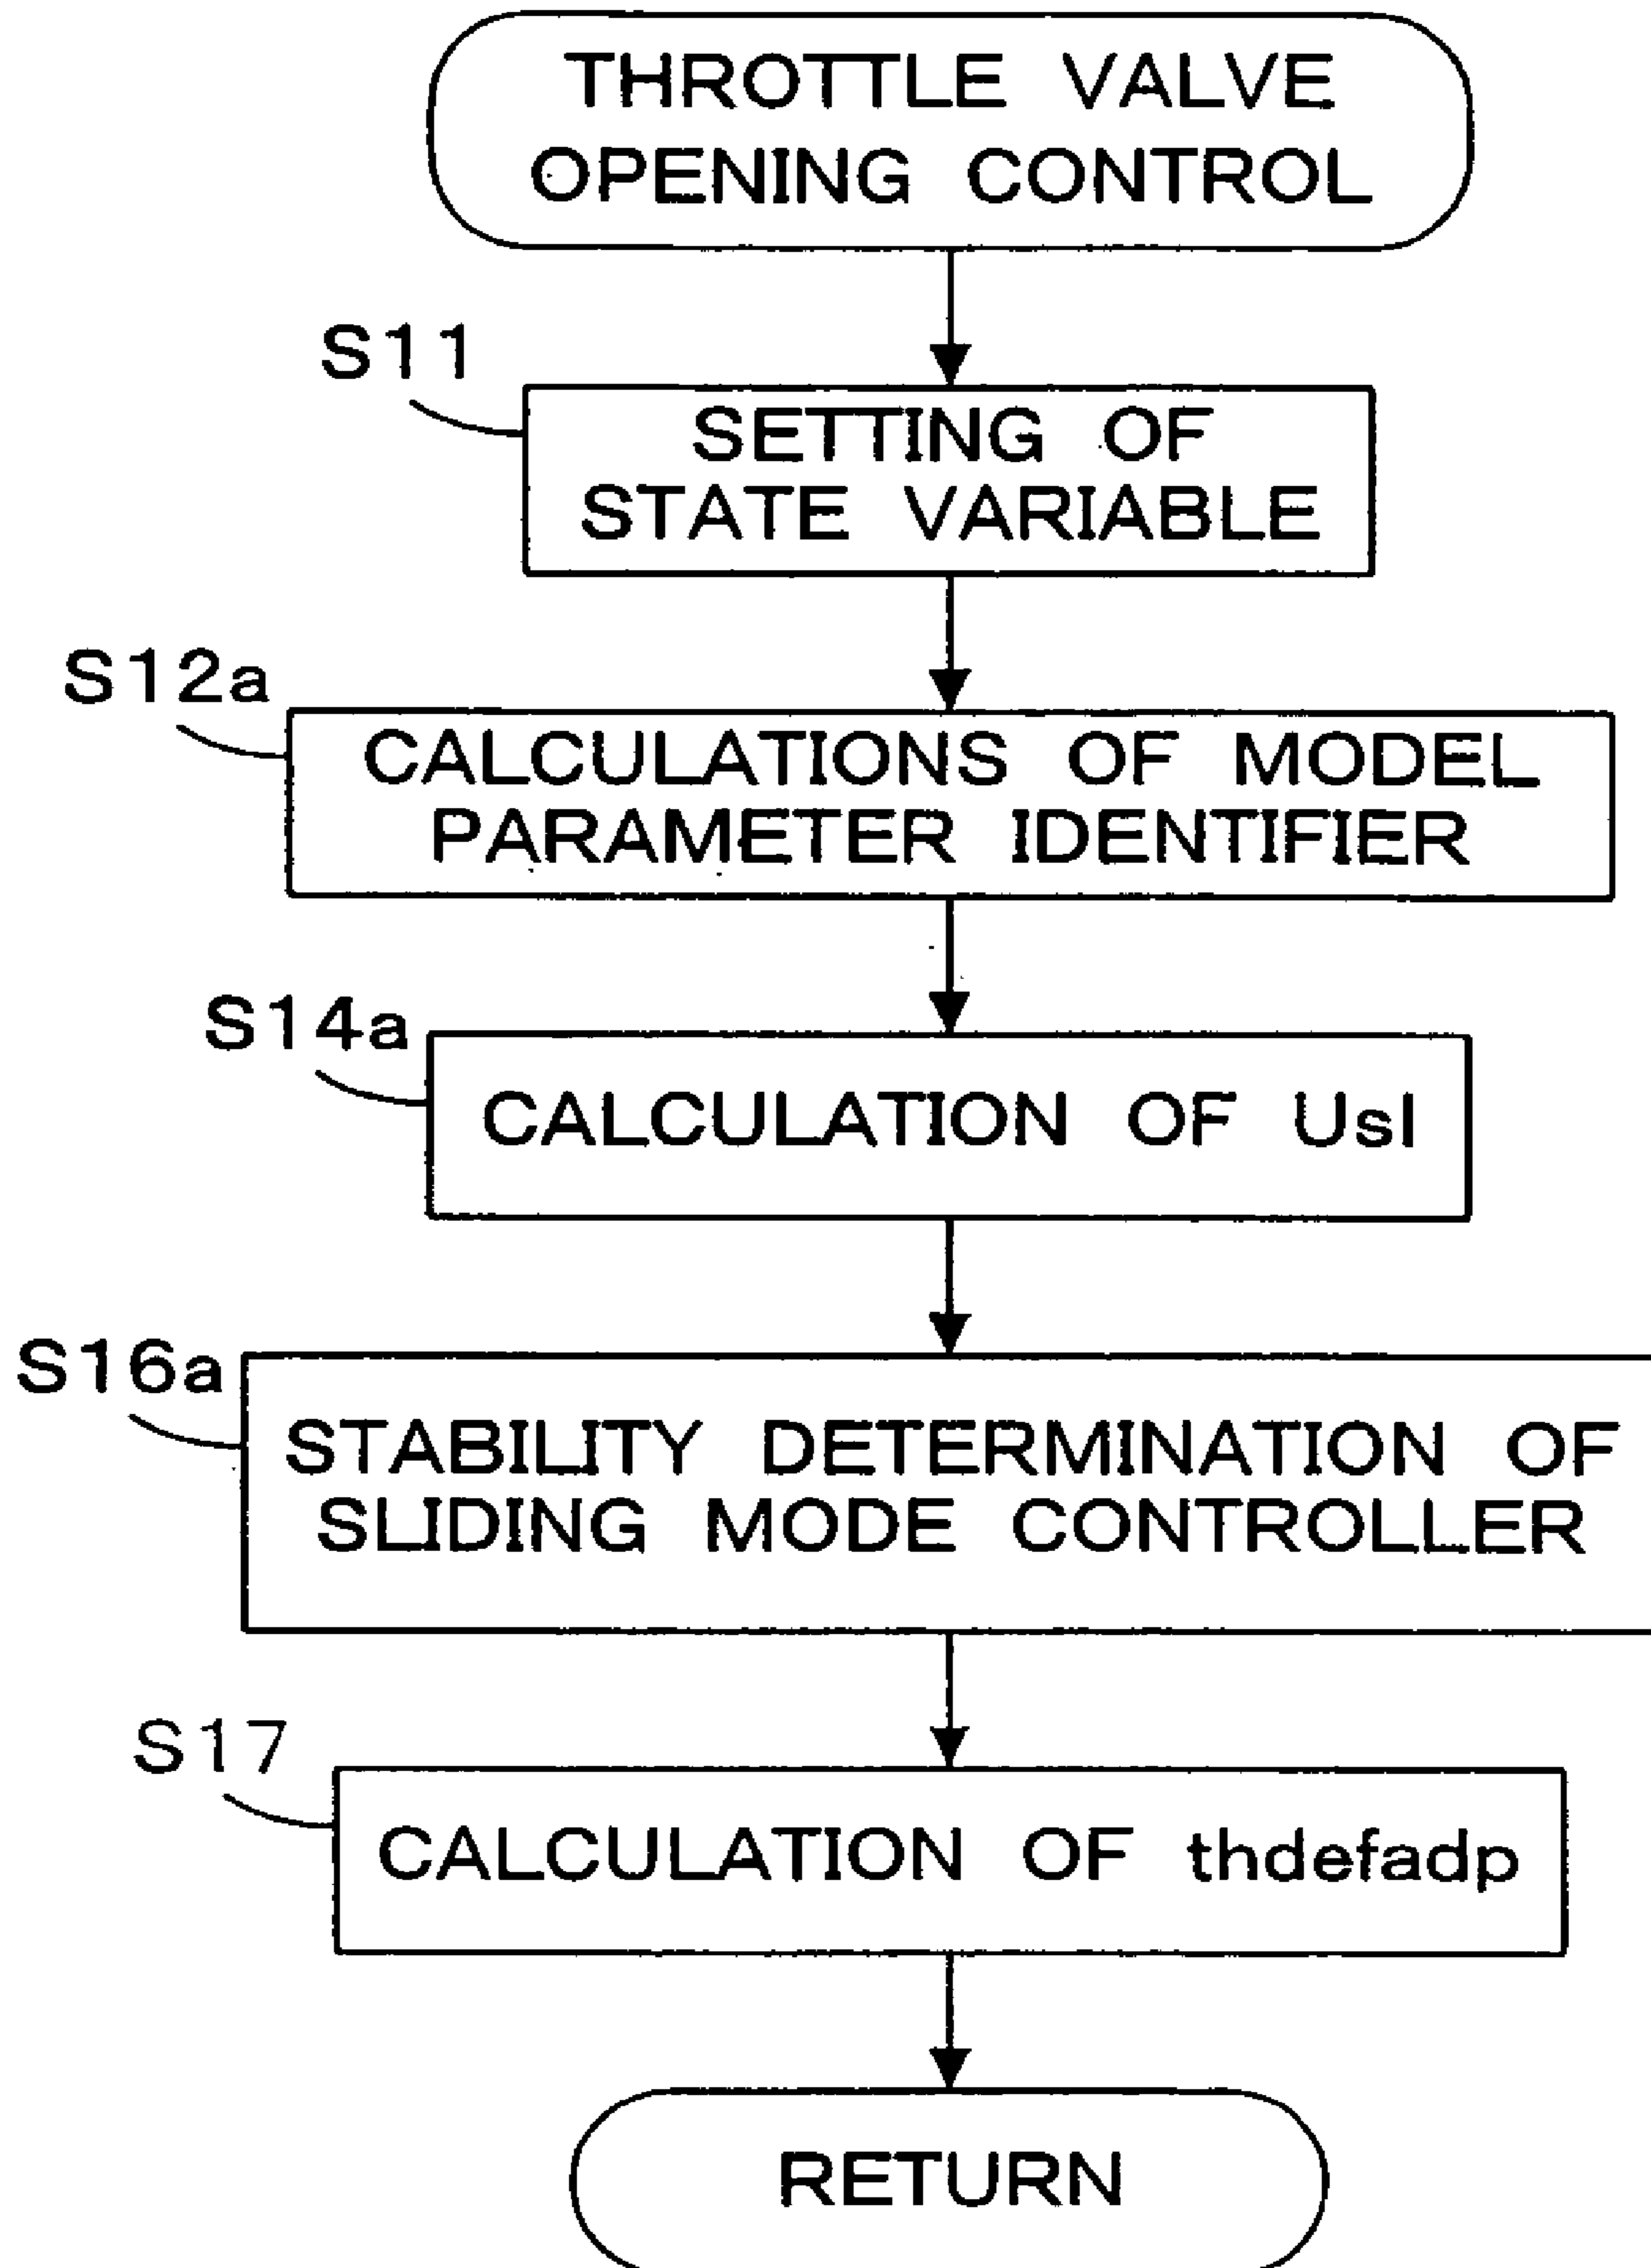 THROTTLE VALVE
OPENING CONTROL
S11
SETTING OF
STATE VARIABLE
S12a
CALCULATIONS OF MODEL
PARAMETER IDENTIFIER
S14a
CALCULATION OF Usl
S16a
STABILITY DETERMINATION OF
SLIDING MODE CONTROLLER
S17
CALCULATION OF thdefadp
RETURN